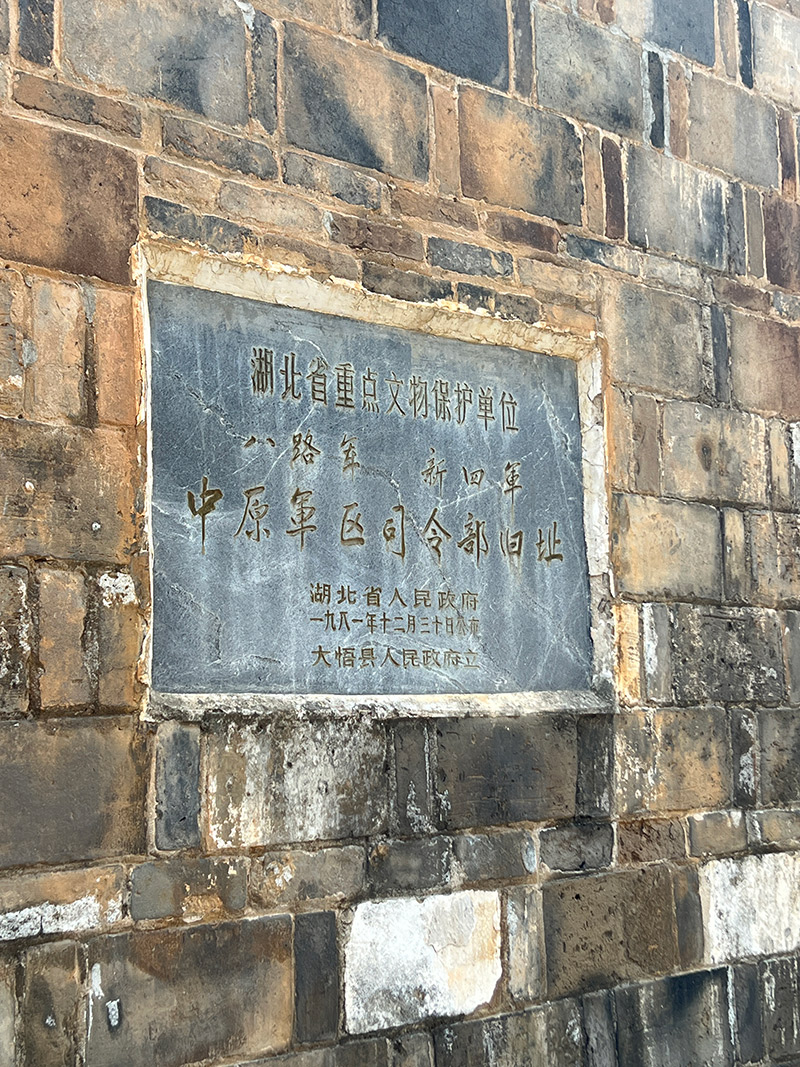 湖北省重点文物保护单位
八路军 新四軍
中原軍区司令部旧址
湖北省人民政府
一九八一年十二月三十日公布
大悟县人民政府立